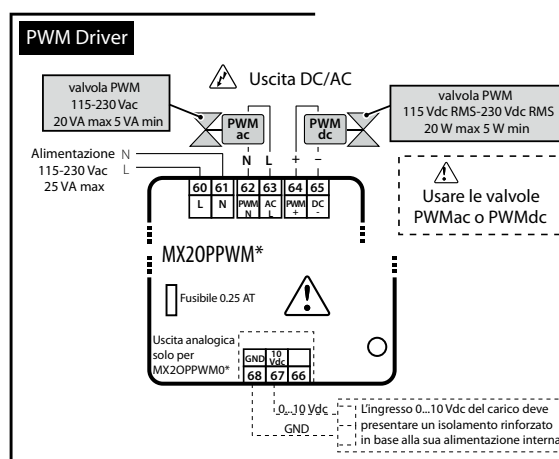 PWM Driver
Uscita DC/AC
valvola PWM
115-230 Vac
20 VA max 5 VA min
PWM
ac
PWM
dc
valvola PWM
115 Vdc RMS-230 Vdc RMS
20 W max 5 W min
N L + –
Alimentazione N
115-230 Vac L
25 VA max
Usare le valvole
PWMac o PWMdc
60 61 62 63 64 65
L N PWM N AC L PWM + DC -
MX2OPPWM*
Fusibile 0.25 AT
Uscita analogica
solo per
MX2OPPWM0*
GND 10 Vdc
68 67 66
0...10 Vdc
GND
L'ingresso 0...10 Vdc del carico deve
presentare un isolamento rinforzato
in base alla sua alimentazione interna